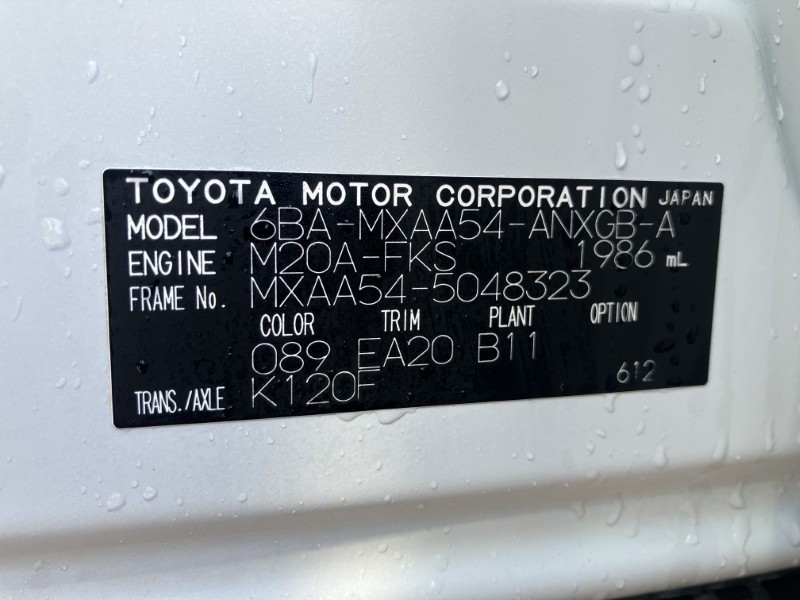 TOYOTA MOTOR CORPORATION JAPAN
MODEL 6BA-MXAA54-ANXGB-A
ENGINE M20A-FKS 1986 mL
FRAME No. MXAA54-5048323
COLOR TRIM PLANT OPTION
089 EA20 B11
TRANS./AXLE K120F 612